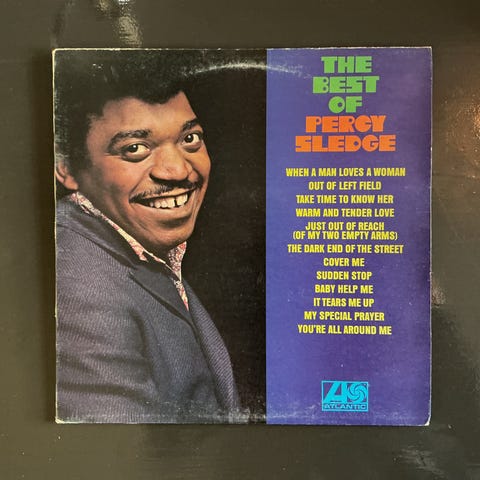 THE
BEST
OF
PERCY
SLEDGE
WHEN A MAN LOVES A WOMAN
OUT OF LEFT FIELD
TAKE TIME TO KNOW HER
WARM AND TENDER LOVE
JUST OUT OF REACH
(OF MY TWO EMPTY ARMS)
THE DARK END OF THE STREET
COVER ME
SUDDEN STOP
BABY HELP ME
IT TEARS ME UP
MY SPECIAL PRAYER
YOU'RE ALL AROUND ME
ATLANTIC